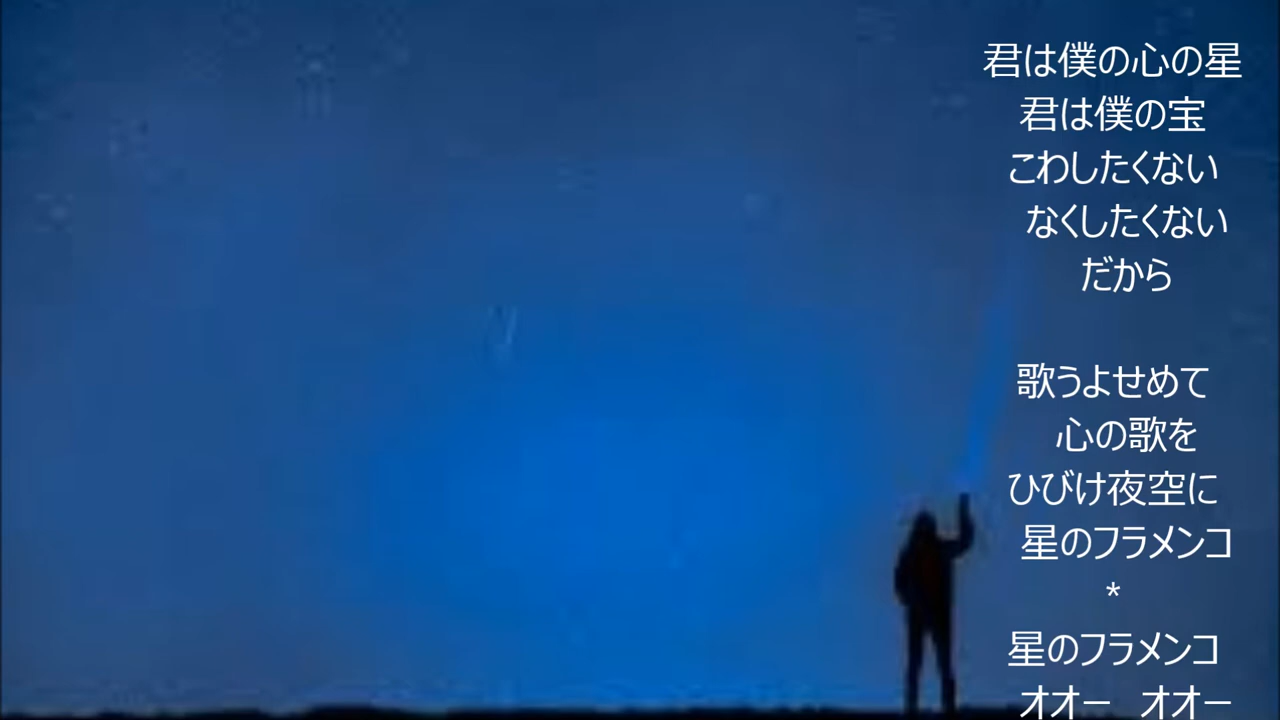 君は僕の心の星
君は僕の宝
こわしたくない
なくしたくない
だから
歌うよせめて
心の歌を
ひびけ夜空に
星のフラメンコ
*
星のフラメンコ
オオー　オオー